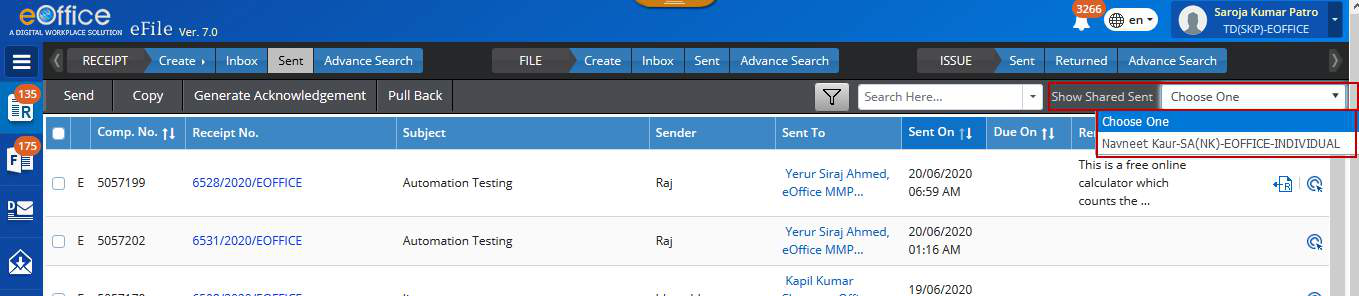 eOffice
A DIGITAL WORKPLACE SOLUTION
eFile Ver. 7.0
3266
en
Saroja Kumar Patro
TD(SKP)-EOFFICE
RECEIPT Create Inbox Sent Advance Search
FILE Create Inbox Sent Advance Search
ISSUE Sent Returned Advance Search
135
R
175
F
D
Send Copy Generate Acknowledgement Pull Back
Search Here...
Show Shared Sent Choose One
Choose One
Navneet Kaur-SA(NK)-EOFFICE-INDIVIDUAL
Comp. No. Receipt No. Subject Sender Sent To Sent On Due On
E 5057199 6528/2020/EOFFICE Automation Testing Raj
Yerur Siraj Ahmed,
eOffice MMP...
20/06/2020
06:59 AM
This is a free online
calculator which
counts the ...
R
E 5057202 6531/2020/EOFFICE Automation Testing Raj
Yerur Siraj Ahmed,
eOffice MMP...
20/06/2020
01:16 AM
Kapil Kumar
19/06/2020